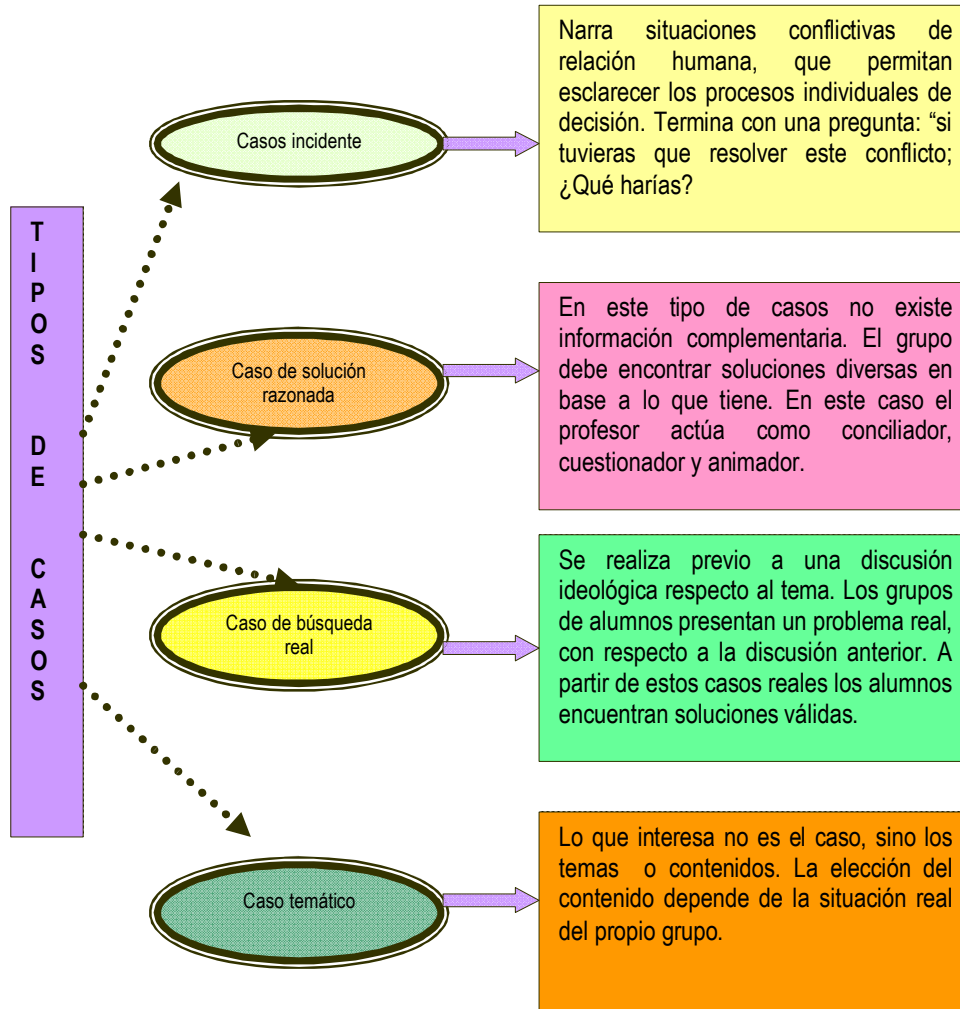 TIPOS DE CASOS
Casos incidente
Narra situaciones conflictivas de
relación humana, que permitan
esclarecer los procesos individuales de
decisión. Termina con una pregunta: “si
tuvieras que resolver este conflicto;
¿Qué harías?
Caso de solución
razonada
En este tipo de casos no existe
información complementaria. El grupo
debe encontrar soluciones diversas en
base a lo que tiene. En este caso el
profesor actúa como conciliador,
cuestionador y animador.
Caso de búsqueda
real
Se realiza previo a una discusión
ideológica respecto al tema. Los grupos
de alumnos presentan un problema real,
con respecto a la discusión anterior. A
partir de estos casos reales los alumnos
encuentran soluciones válidas.
Caso temático
Lo que interesa no es el caso, sino los
temas o contenidos. La elección del
contenido depende de la situación real
del propio grupo.